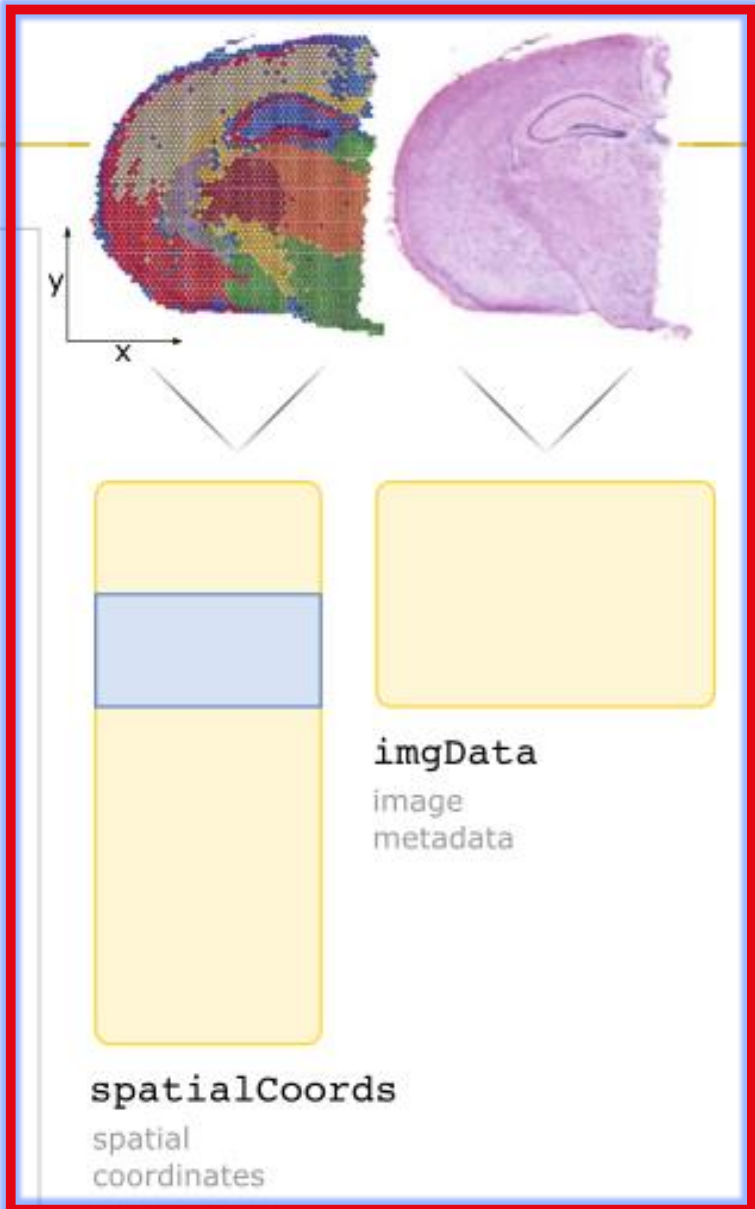 y
x
imgData
image
metadata
spatialCoords
spatial
coordinates